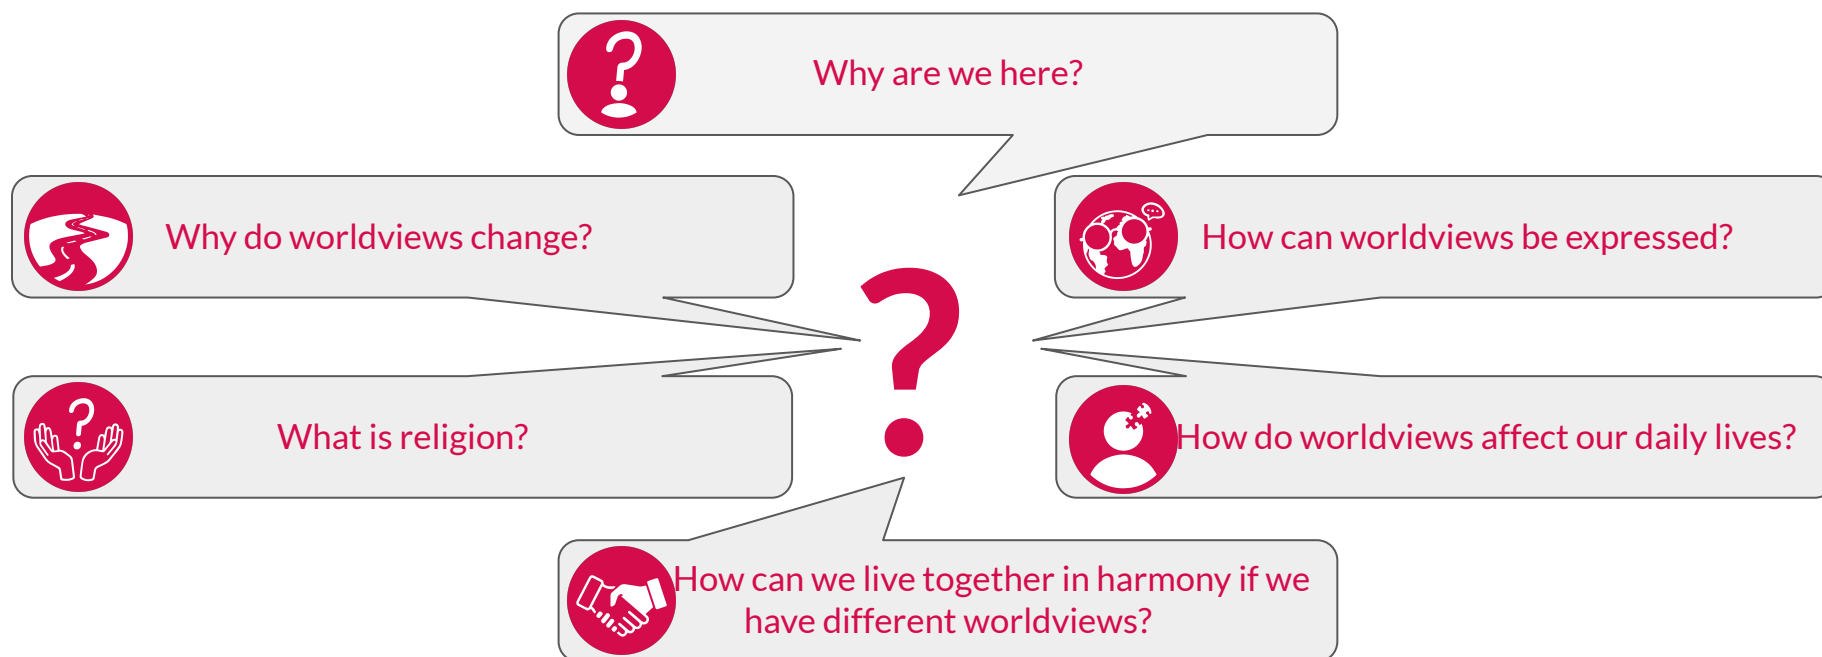 Why are we here?
Why do worldviews change?
How can worldviews be expressed?
?
What is religion?
How do worldviews affect our daily lives?
How can we live together in harmony if we
have different worldviews?